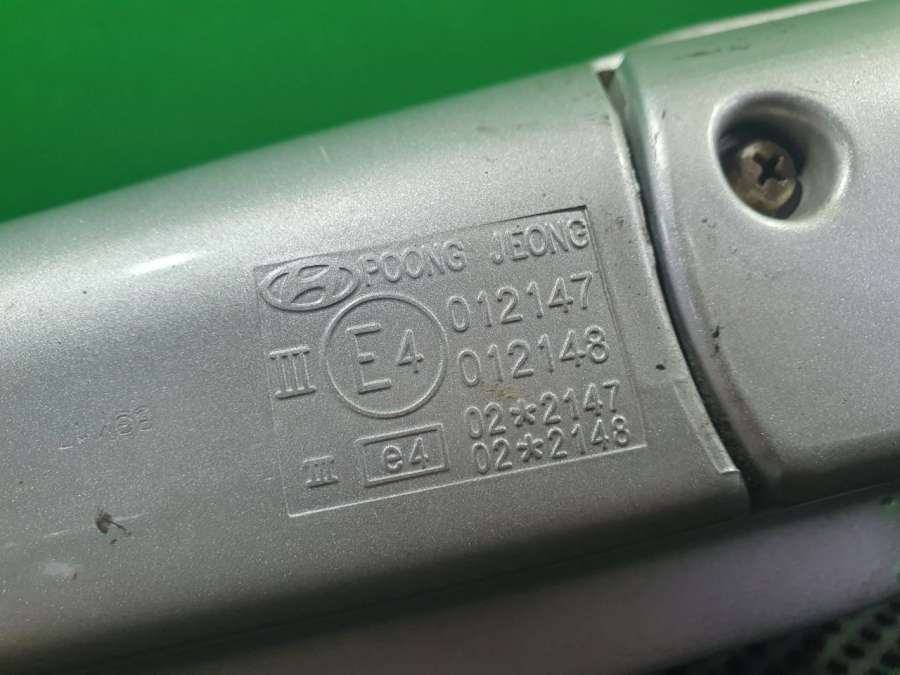 POONG JEONG
III E4 012147
012148
III e4 02*2147
02*2148